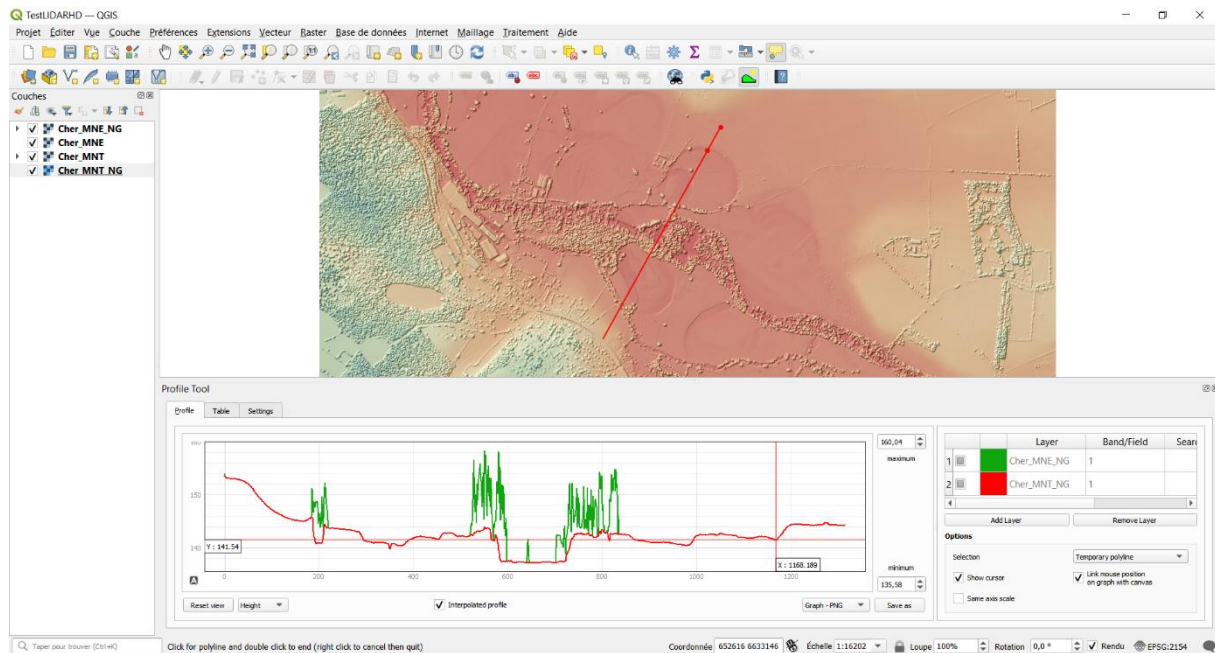 TestLIDARHD — QGIS
Projet Éditer Vue Couche Préférences Extensions Vecteur Raster Base de données Internet Maillage Traitement Aide
Couches
Cher_MNE_NG
Cher_MNE
Cher_MNT
Cher_MNT_NG
Profile Tool
Profile Table Settings
160,04
maximum
150
140
Y : 141.54
X : 1168.189
minimum
135,58
A
0 200 400 600 800 1000 1200
Reset view Height Interpolated profile Graph - PNG Save as
Layer Band/Field Sear
1 Cher_MNE_NG 1
2 Cher_MNT_NG 1
Add Layer Remove Layer
Options
Selection Temporary polyline
Show cursor Link mouse position
on graph with canvas
Same axis scale
Taper pour trouver (Ctrl+K) Click for polyline and double click to end (right click to cancel then quit) Coordonnée 652616 6633146 Échelle 1:16202 Loupe 100% Rotation 0,0 ° Rendu EPSG:2154